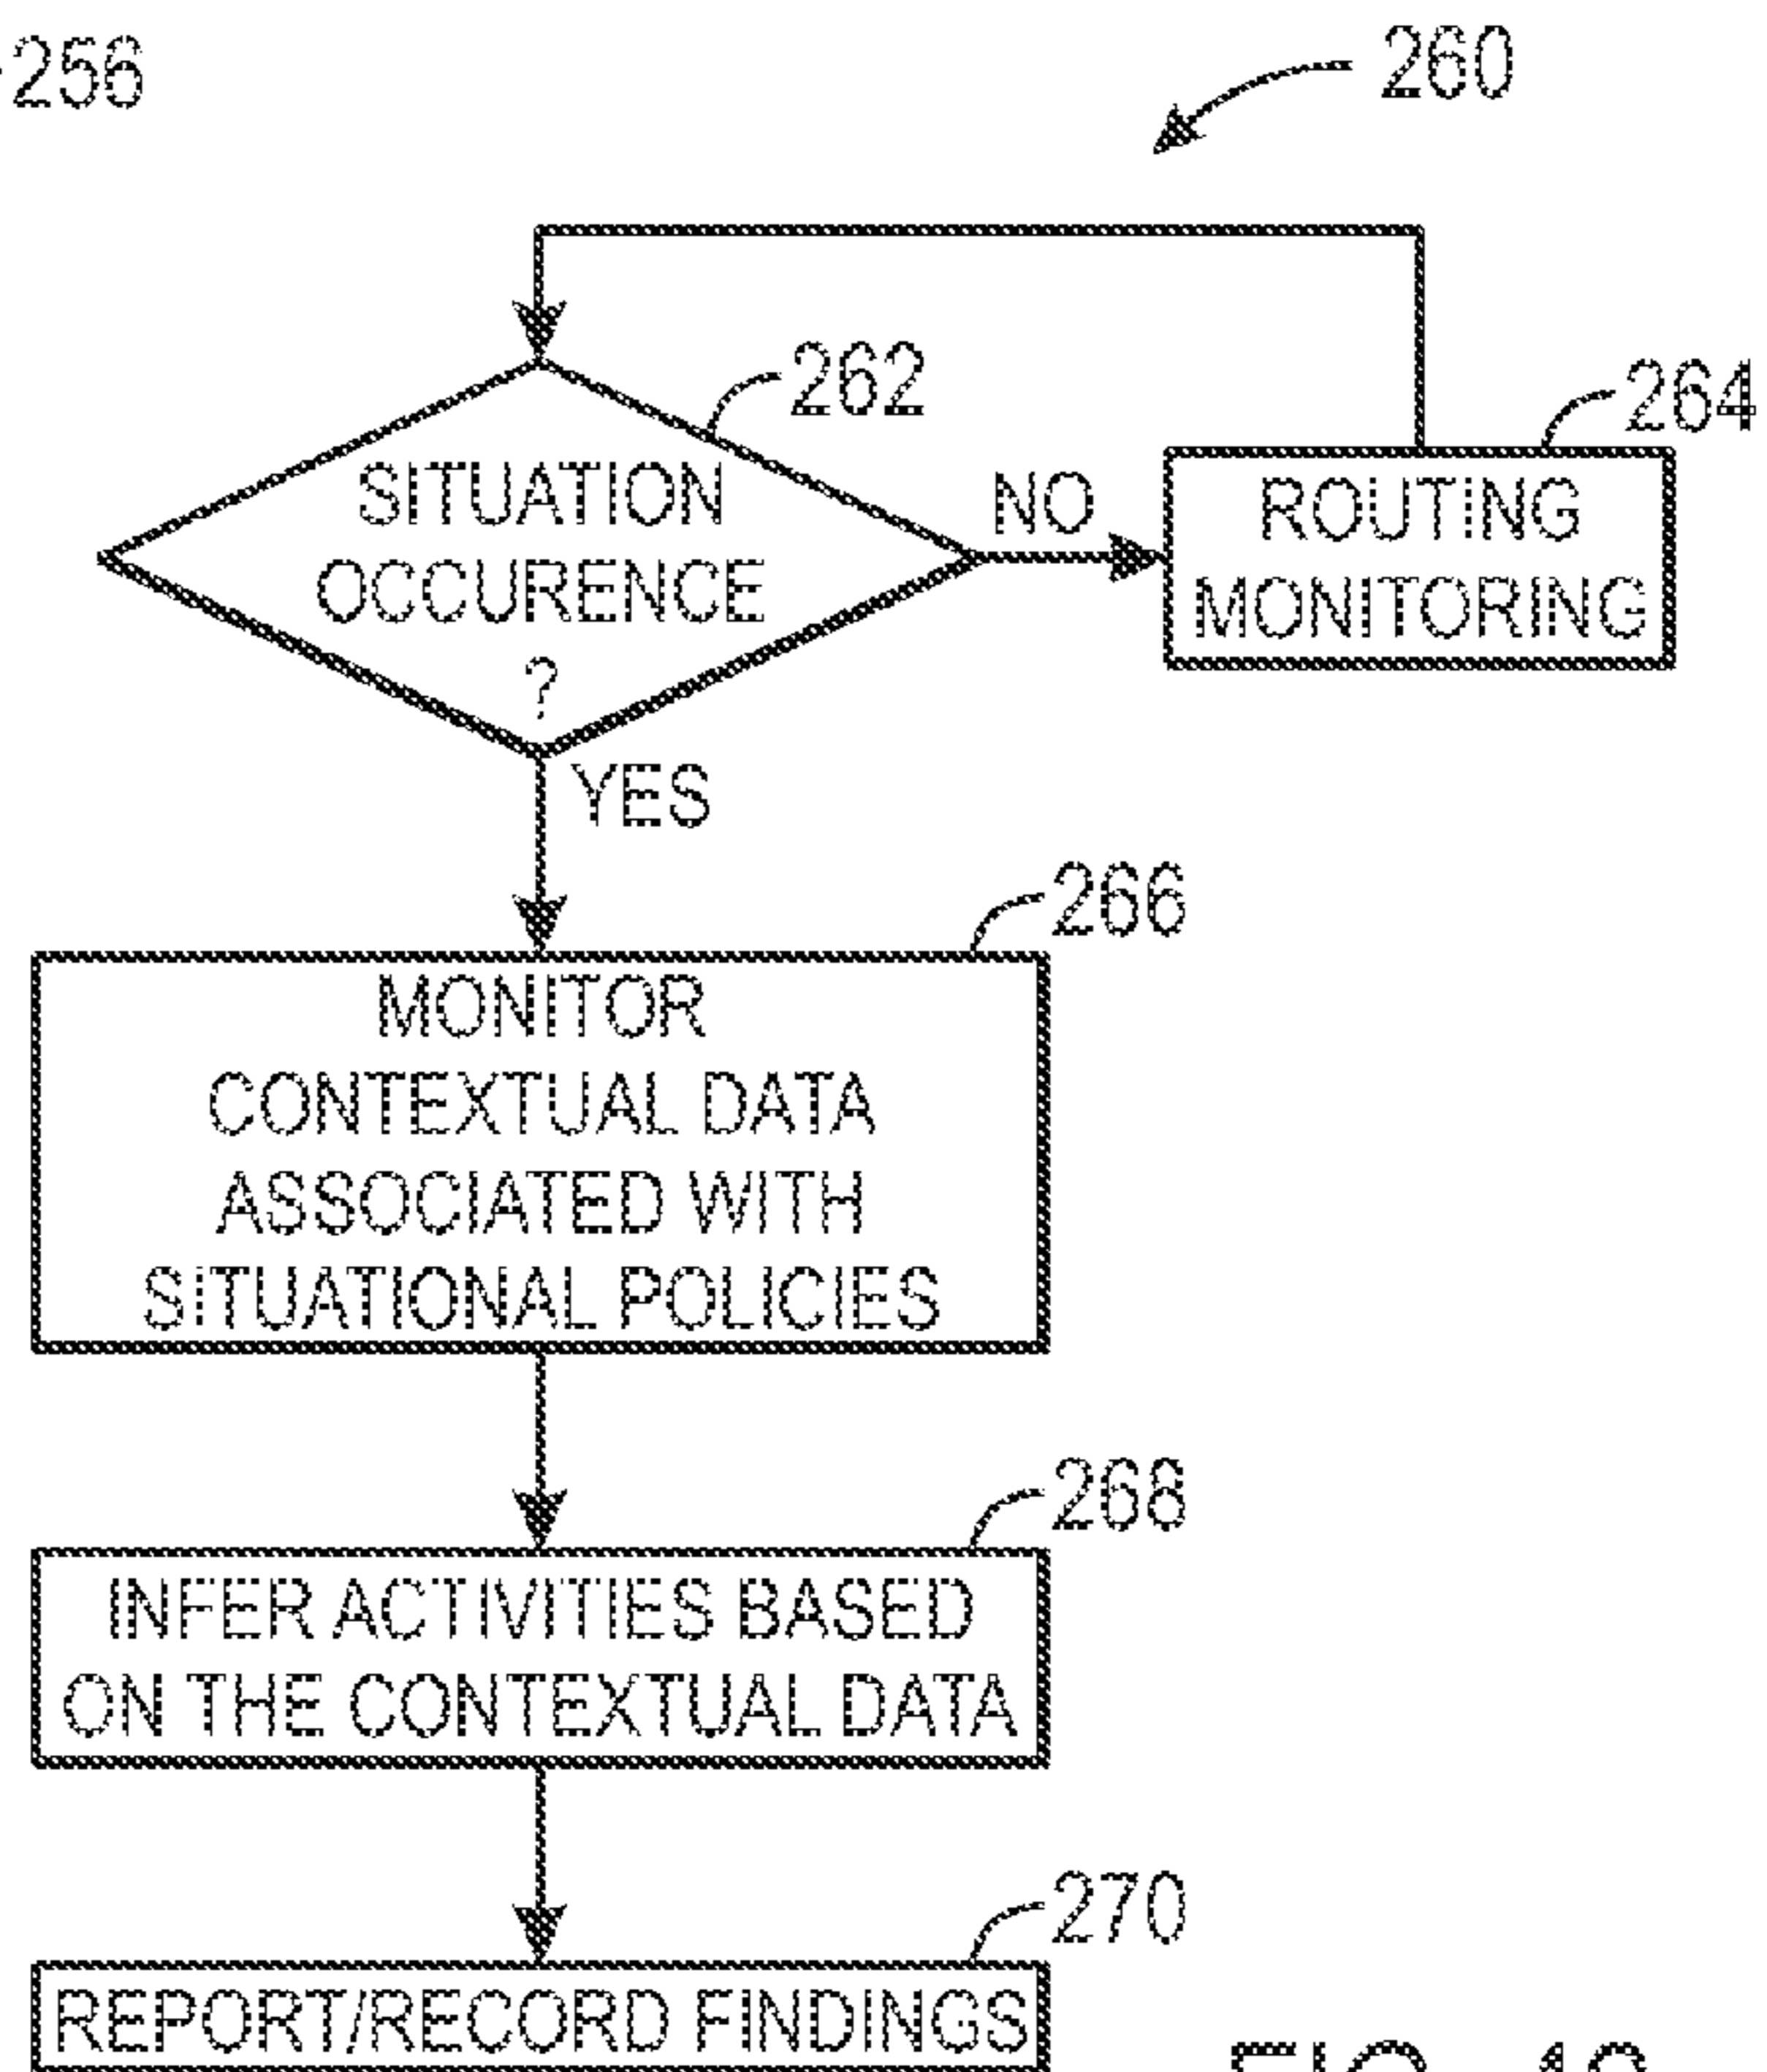 256
260
262
264
SITUATION
OCCURENCE
?
NO
ROUTING
MONITORING
YES
266
MONITOR
CONTEXTUAL DATA
ASSOCIATED WITH
SITUATIONAL POLICIES
268
INFER ACTIVITIES BASED
ON THE CONTEXTUAL DATA
270
REPORT/RECORD FINDINGS